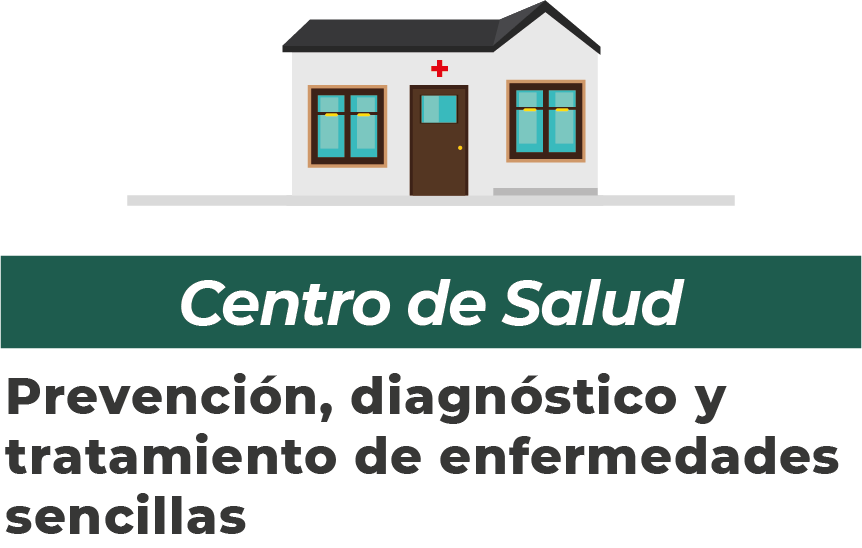 Centro de Salud
Prevención, diagnóstico y
tratamiento de enfermedades
sencillas